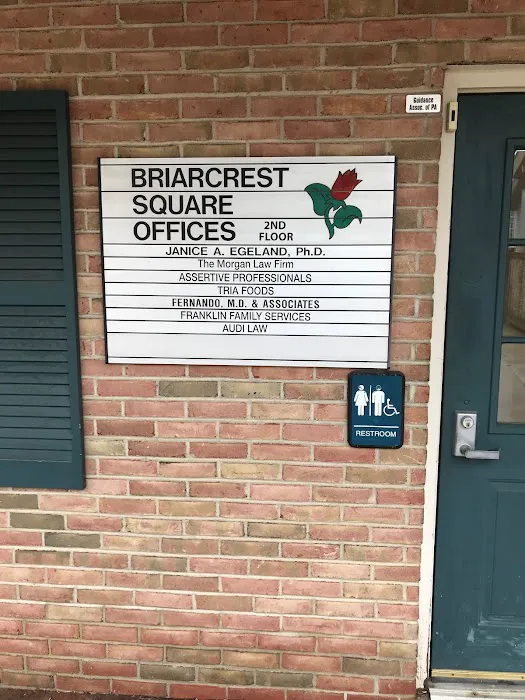 Guidance
Assoc. of PA
BRIARCREST
SQUARE
OFFICES 2ND
FLOOR
JANICE A. EGELAND, Ph.D.
The Morgan Law Firm
ASSERTIVE PROFESSIONALS
TRIA FOODS
FERNANDO, M.D. & ASSOCIATES
FRANKLIN FAMILY SERVICES
AUDI LAW
RESTROOM